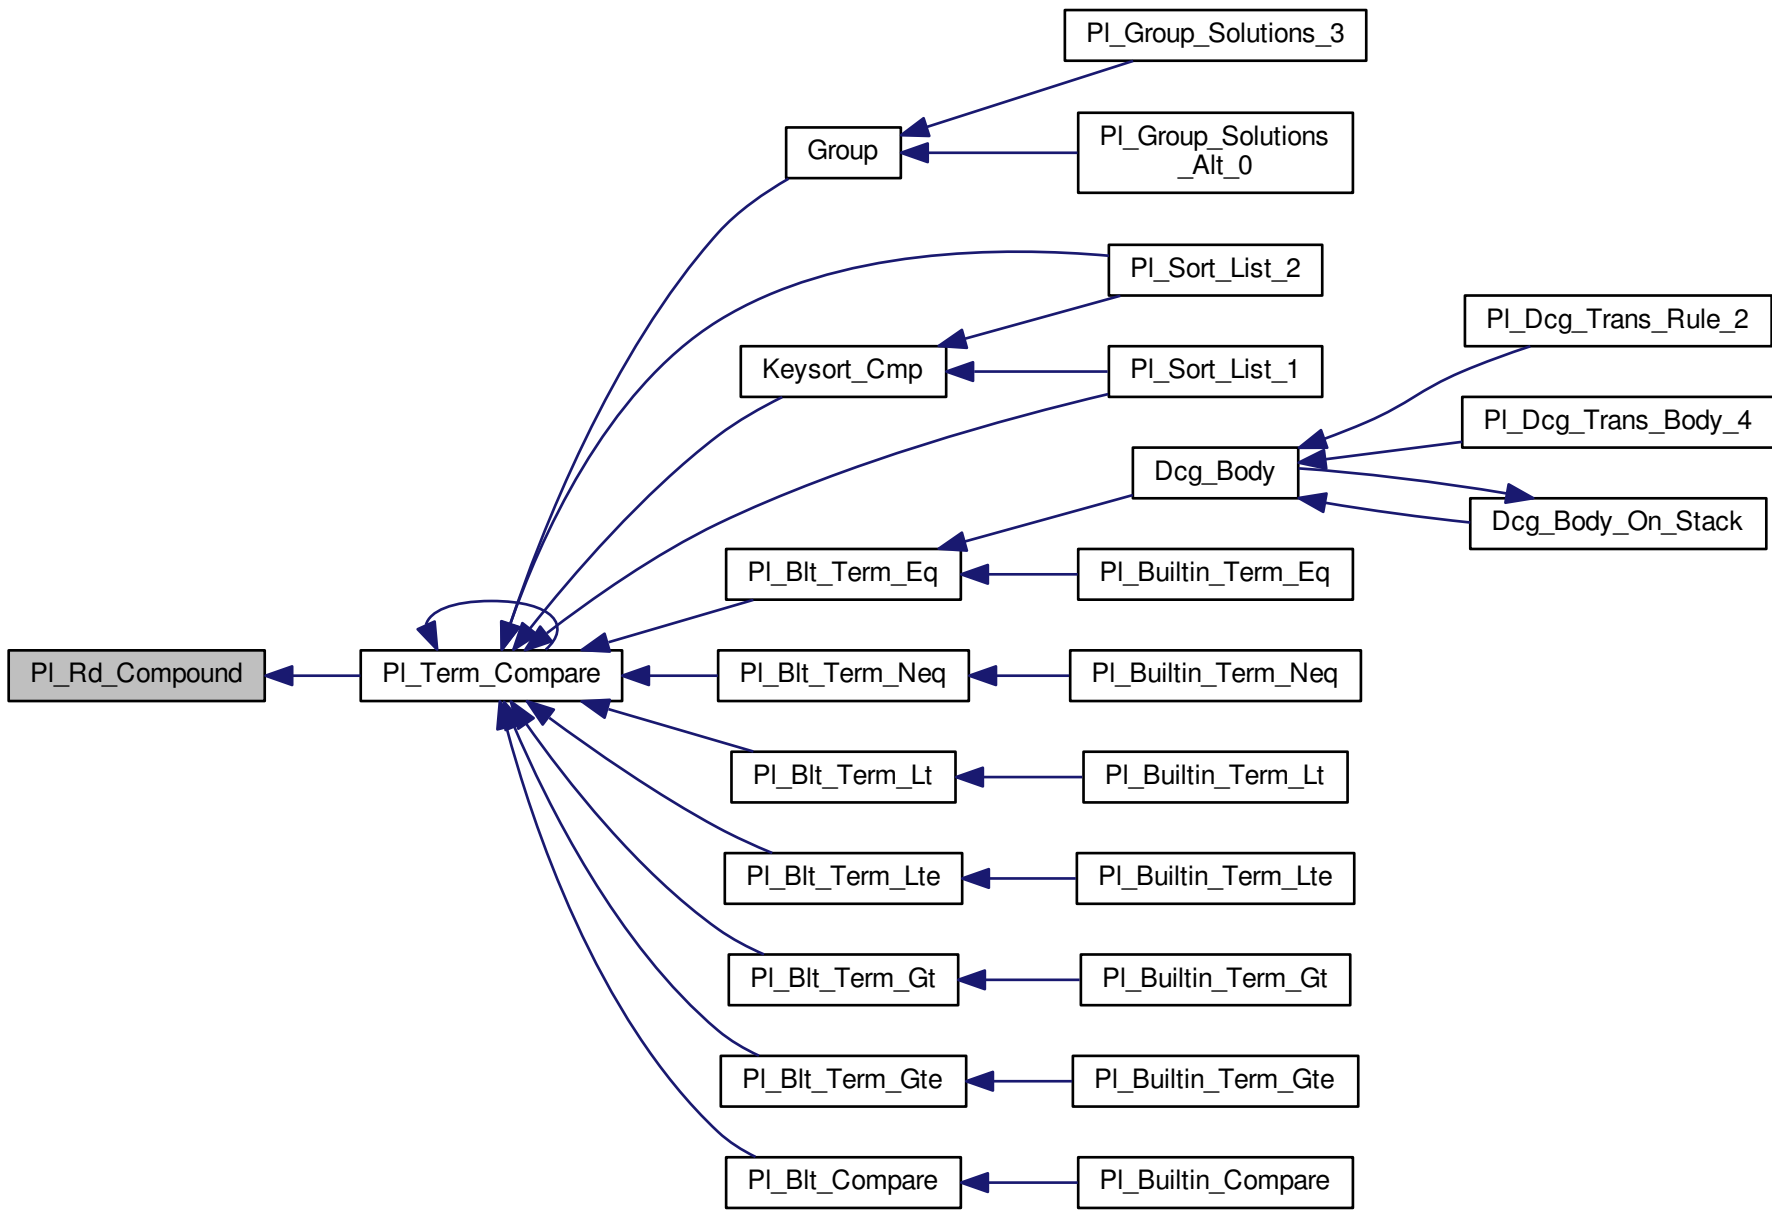 Pl_Group_Solutions_3
Group
Pl_Group_Solutions
_Alt_0
Pl_Sort_List_2
Pl_Dcg_Trans_Rule_2
Keysort_Cmp
Pl_Sort_List_1
Pl_Dcg_Trans_Body_4
Dcg_Body
Dcg_Body_On_Stack
Pl_Blt_Term_Eq
Pl_Builtin_Term_Eq
Pl_Rd_Compound
Pl_Term_Compare
Pl_Blt_Term_Neq
Pl_Builtin_Term_Neq
Pl_Blt_Term_Lt
Pl_Builtin_Term_Lt
Pl_Blt_Term_Lte
Pl_Builtin_Term_Lte
Pl_Blt_Term_Gt
Pl_Builtin_Term_Gt
Pl_Blt_Term_Gte
Pl_Builtin_Term_Gte
Pl_Blt_Compare
Pl_Builtin_Compare